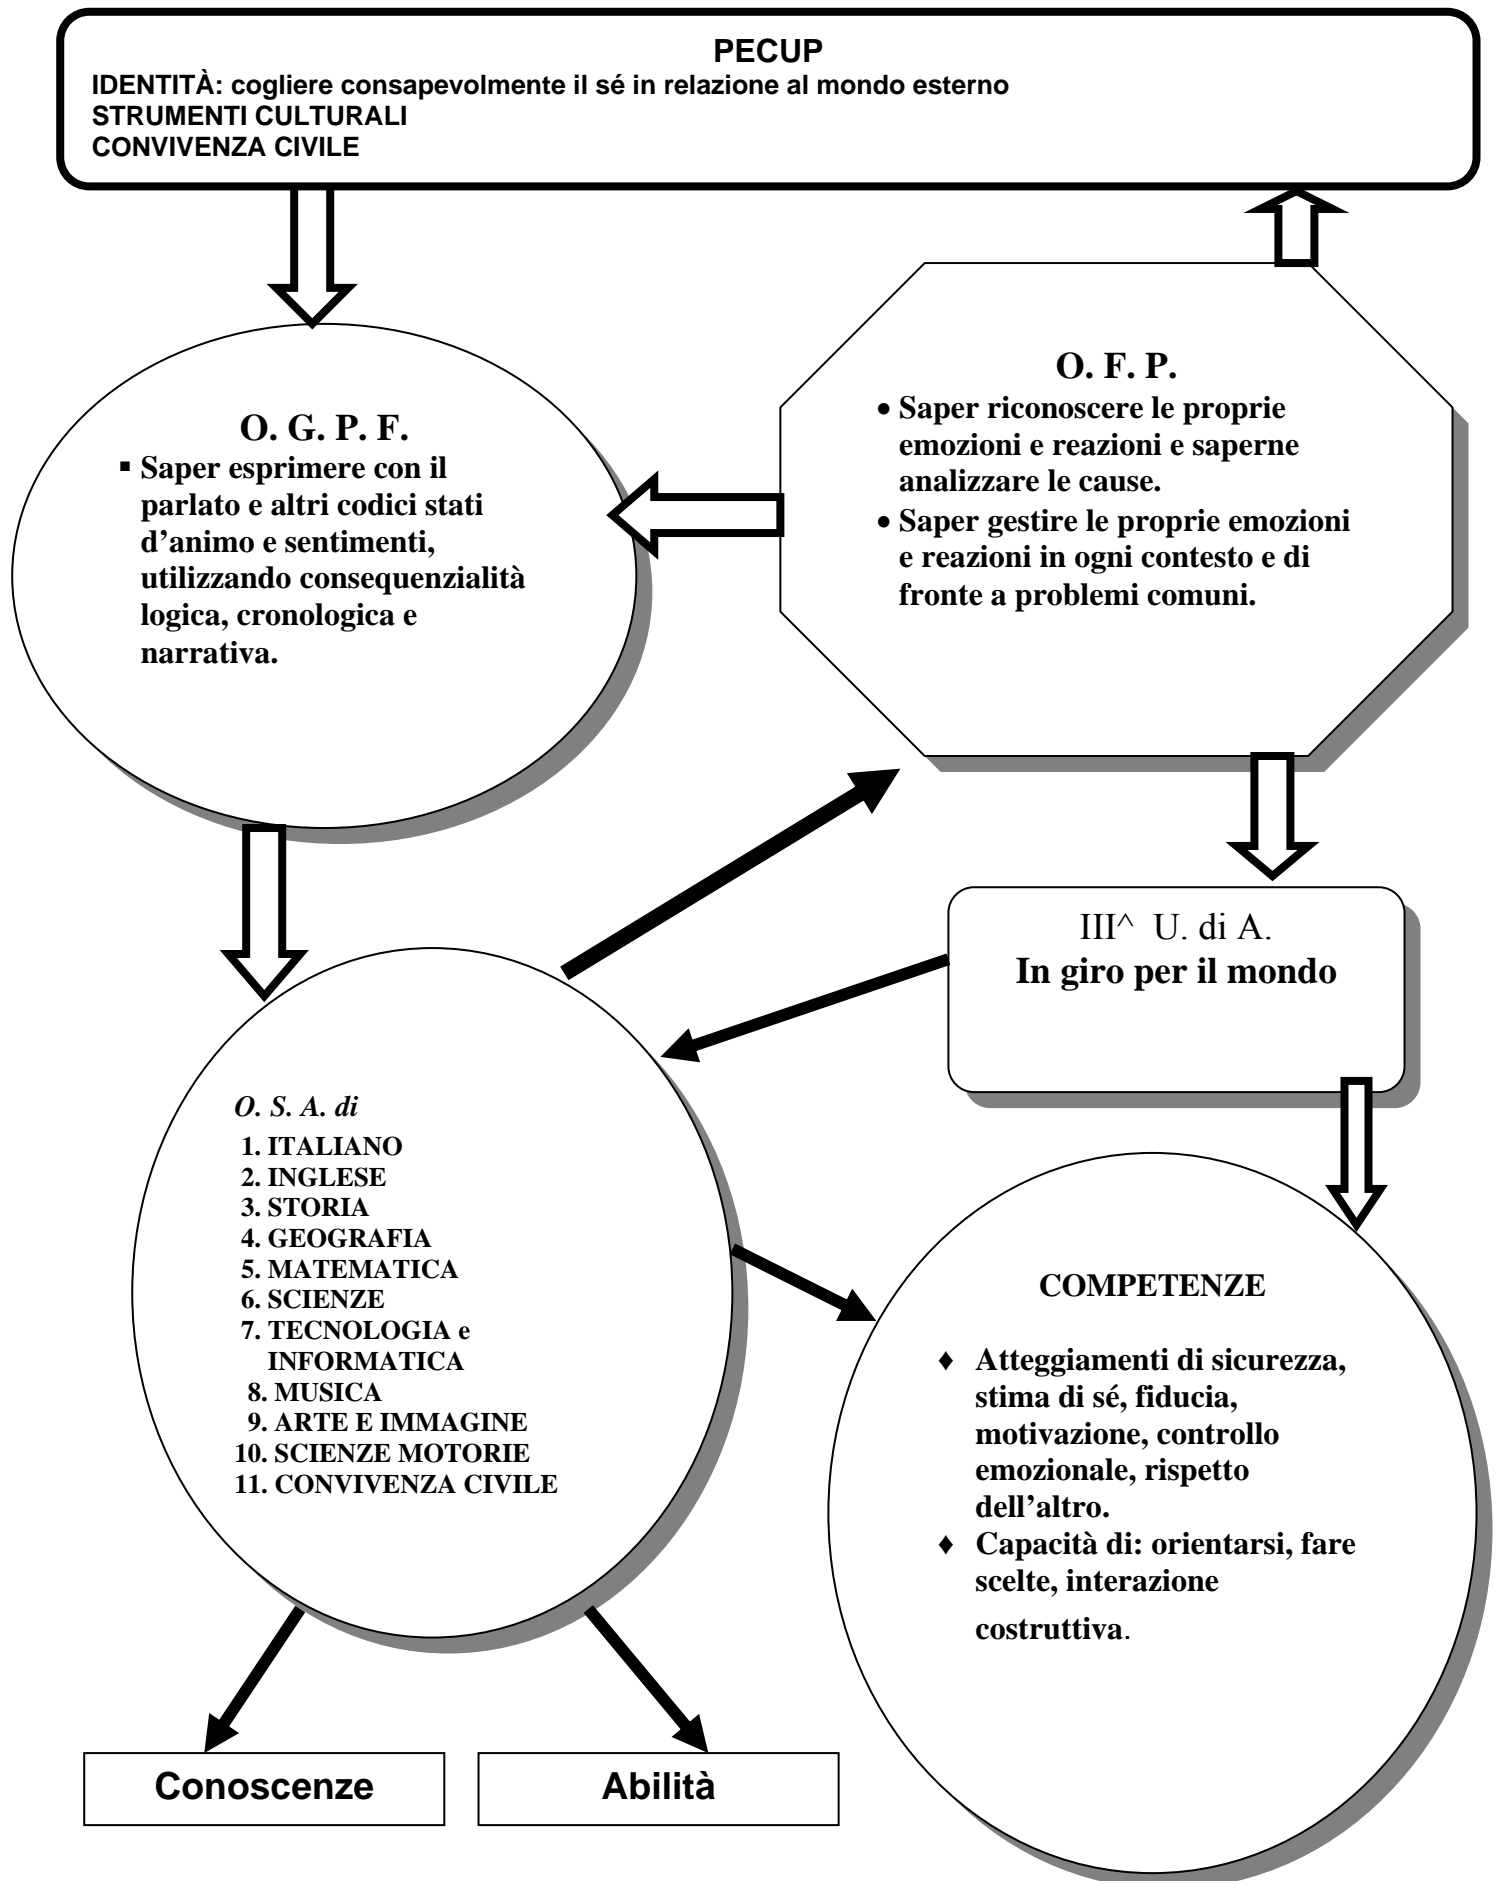 PECUP
IDENTITÀ: cogliere consapevolmente il sé in relazione al mondo esterno
STRUMENTI CULTURALI
CONVIVENZA CIVILE
O. G. P. F.
▪ Saper esprimere con il
parlato e altri codici stati
d’animo e sentimenti,
utilizzando consequenzialità
logica, cronologica e
narrativa.
O. F. P.
• Saper riconoscere le proprie
emozioni e reazioni e saperne
analizzare le cause.
• Saper gestire le proprie emozioni
e reazioni in ogni contesto e di
fronte a problemi comuni.
III^ U. di A.
In giro per il mondo
O. S. A. di
1. ITALIANO
2. INGLESE
3. STORIA
4. GEOGRAFIA
5. MATEMATICA
6. SCIENZE
7. TECNOLOGIA e
INFORMATICA
8. MUSICA
9. ARTE E IMMAGINE
10. SCIENZE MOTORIE
11. CONVIVENZA CIVILE
COMPETENZE
♦ Atteggiamenti di sicurezza,
stima di sé, fiducia,
motivazione, controllo
emozionale, rispetto
dell’altro.
♦ Capacità di: orientarsi, fare
scelte, interazione
costruttiva.
Conoscenze
Abilità